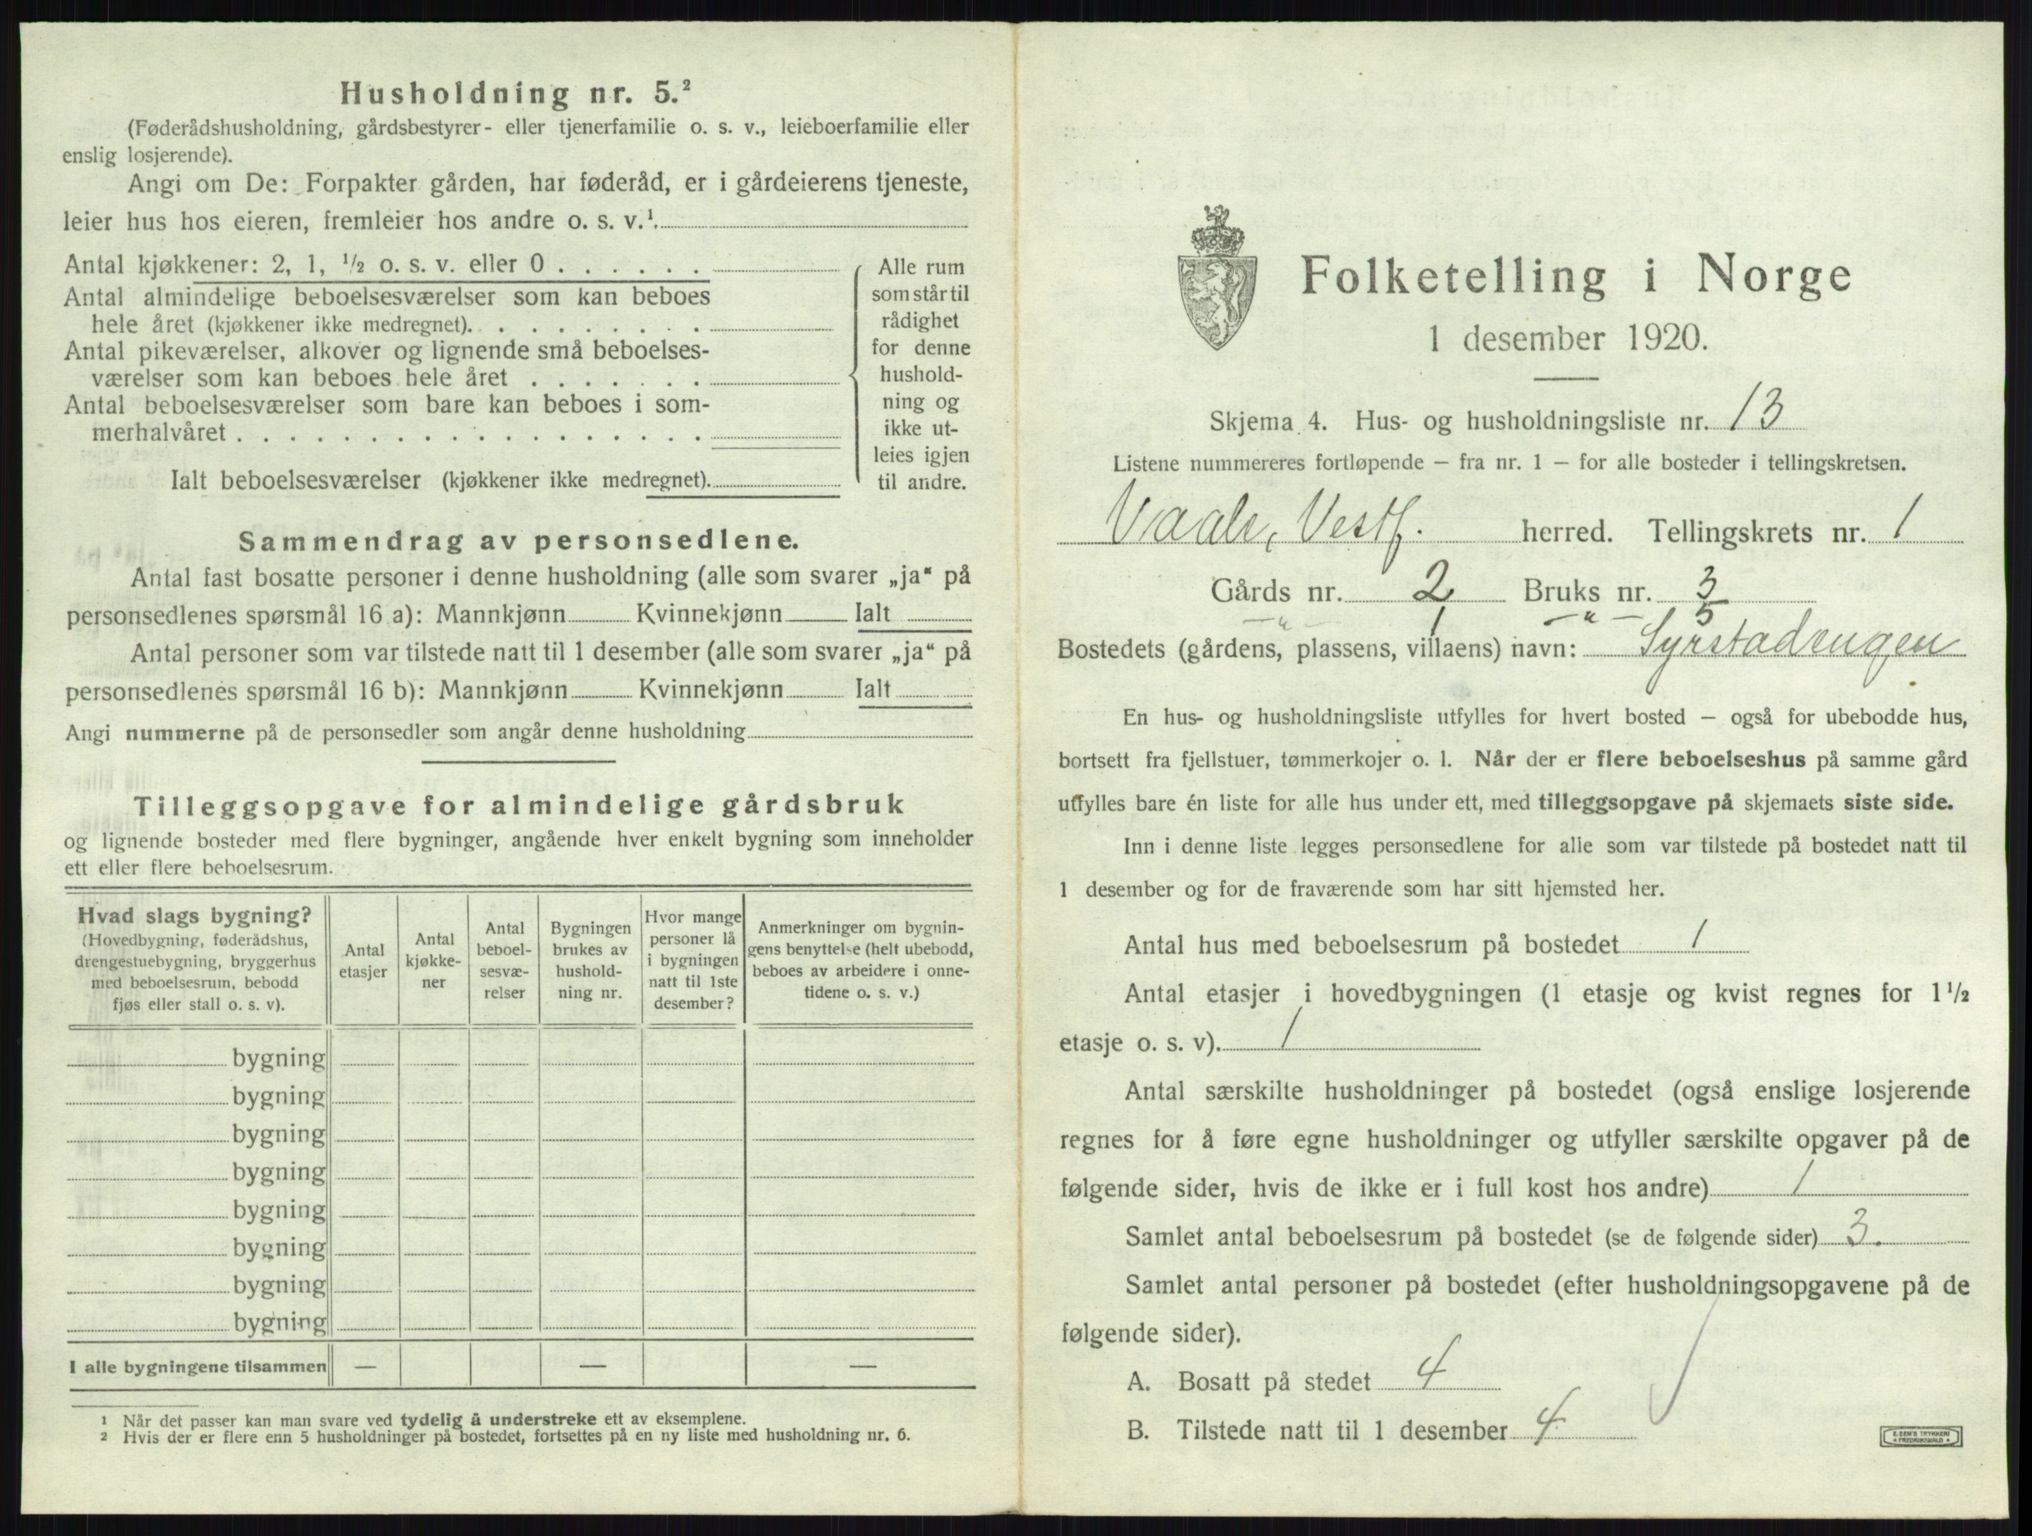 Husholdning nr. 5.²
(Føderådshusholdning, gårdsbestyrer- eller tjenerfamilie o. s. v., leieboerfamilie eller
enslig losjerende).
Angi om De: Forpakter gården, har føderåd, er i gårdeierens tjeneste,
leier hus hos eieren, fremleier hos andre o. s. v.¹
Antal kjøkkener: 2, 1, ½ o. s. v. eller 0 . . . . . .
Antal almindelige beboelsesværelser som kan beboes
hele året (kjøkkener ikke medregnet). . . . . . . . .
Antal pikeværelser, alkover og lignende små beboelses-
værelser som kan beboes hele året . . . . . . .
Antal beboelsesværelser som bare kan beboes i som-
merhalvåret . . . . . . . . . . . . . . . . . .
Ialt beboelsesværelser (kjøkkener ikke medregnet).
Alle rum
som står til
rådighet
for denne
hushold-
ning og
ikke ut-
leies igjen
til andre.
Sammendrag av personsedlene.
Antal fast bosatte personer i denne husholdning (alle som svarer „ja“ på
personsedlenes spørsmål 16 a): Mannkjønn Kvinnekjønn Ialt
Antal personer som var tilstede natt til 1 desember (alle som svarer „ja“ på
personsedlenes spørsmål 16 b): Mannkjønn Kvinnekjønn Ialt
Angi nummerne på de personsedler som angår denne husholdning
Tilleggsopgave for almindelige gårdsbruk
og lignende bosteder med flere bygninger, angående hver enkelt bygning som inneholder
ett eller flere beboelsesrum.
Hvad slags bygning?
(Hovedbygning, føderådshus,
drengestuebygning, bryggerhus
med beboelsesrum, bebodd
fjøs eller stall o. s. v).
Antal
etasjer
Antal
kjøkke-
ner
Antal
beboel-
sesvæ-
relser
Bygningen
brukes av
hushold-
ning nr.
Hvor mange
personer lå
i bygningen
natt til 1ste
desember?
Anmerkninger om bygnin-
gens benyttelse (helt ubebodd,
beboes av arbeidere i onne-
tidene o. s. v.)
bygning
bygning
bygning
bygning
bygning
bygning
bygning
bygning
I alle bygningene tilsammen — — —
¹ Når det passer kan man svare ved tydelig å understreke ett av eksemplene.
² Hvis der er flere enn 5 husholdninger på bostedet, fortsettes på en ny liste med husholdning nr. 6.
Folketelling i Norge
1 desember 1920.
Skjema 4. Hus- og husholdningsliste nr. 13
Listene nummereres fortløpende – fra nr. 1 – for alle bosteder i tellingskretsen.
Vaale, Vestf. herred. Tellingskrets nr. 1
Gårds nr. 2 Bruks nr. 3
-„- 1 -„- 5
Bostedets (gårdens, plassens, villaens) navn: Syrstadengen
En hus- og husholdningsliste utfylles for hvert bosted – også for ubebodde hus,
bortsett fra fjellstuer, tømmerkojer o. l. Når der er flere beboelseshus på samme gård
utfylles bare én liste for alle hus under ett, med tilleggsopgave på skjemaets siste side.
Inn i denne liste legges personsedlene for alle som var tilstede på bostedet natt til
1 desember og for de fraværende som har sitt hjemsted her.
Antal hus med beboelsesrum på bostedet 1
Antal etasjer i hovedbygningen (1 etasje og kvist regnes for 1½
etasje o. s. v). 1
Antal særskilte husholdninger på bostedet (også enslige losjerende
regnes for å føre egne husholdninger og utfyller særskilte opgaver på de
følgende sider, hvis de ikke er i full kost hos andre) 1
Samlet antal beboelsesrum på bostedet (se de følgende sider) 3.
Samlet antal personer på bostedet (efter husholdningsopgavene på de
følgende sider).
A. Bosatt på stedet 4
B. Tilstede natt til 1 desember 4
E. SEM'S TRYKKERI
FREDRIKSHALD